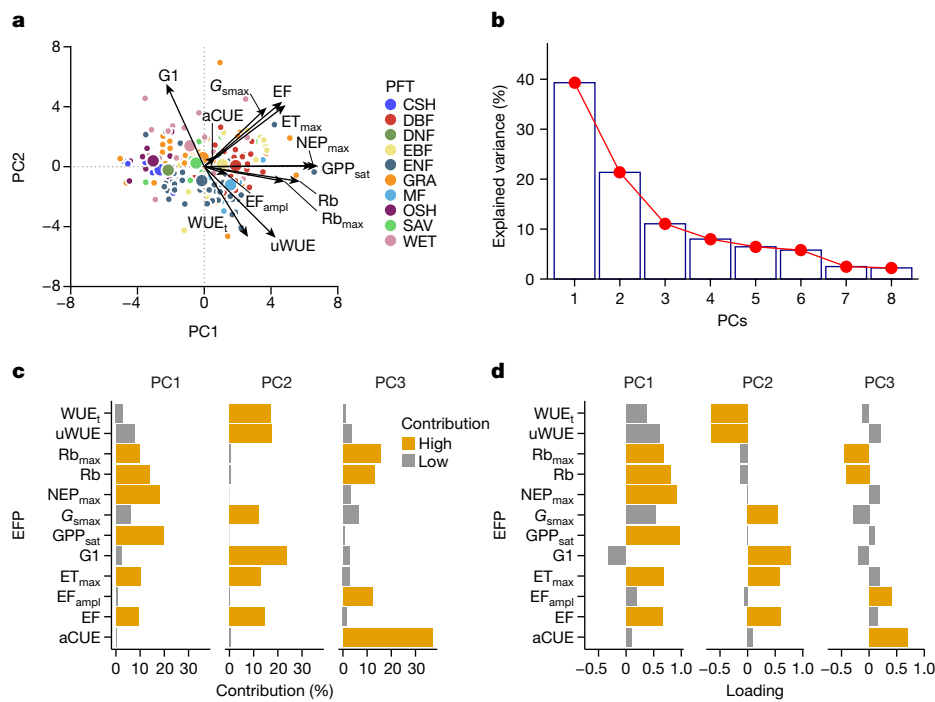 a
8
4
0
−4
−8
−8
−4
0
4
8
PC2
PC1
G1
Gsmax
EF
aCUE
ETmax
NEPmax
GPPsat
Rb
Rbmax
EFampl
WUEt
uWUE
PFT
CSH
DBF
DNF
EBF
ENF
GRA
MF
OSH
SAV
WET
b
Explained variance (%)
40
30
20
10
0
1 2 3 4 5 6 7 8
PCs
c
PC1 PC2 PC3
EFP
WUEt
uWUE
Rbmax
Rb
NEPmax
Gsmax
GPPsat
G1
ETmax
EFampl
EF
aCUE
Contribution
High
Low
0 10 30 0 10 30 0 10 30
Contribution (%)
d
PC1 PC2 PC3
EFP
WUEt
uWUE
Rbmax
Rb
NEPmax
Gsmax
GPPsat
G1
ETmax
EFampl
EF
aCUE
−0.5 0 0.5 1.0 −0.5 0 0.5 1.0 −0.5 0 0.5 1.0
Loading